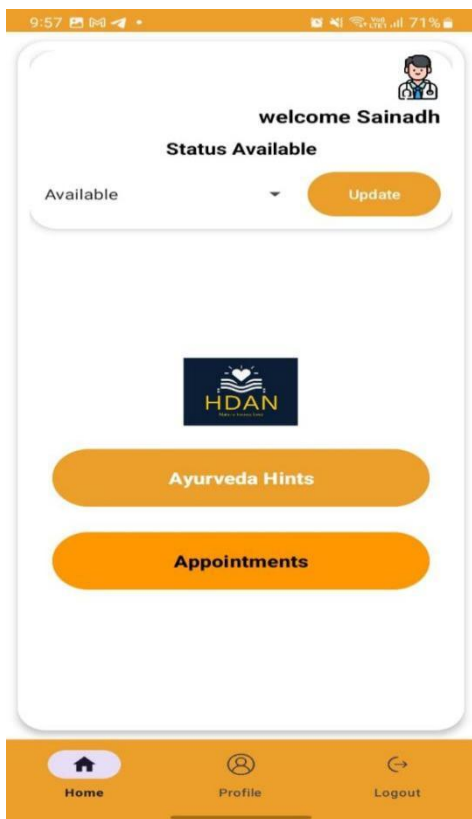 9:57
71%
welcome Sainadh
Status Available
Available
Update
HDAN
Ayurveda Hints
Appointments
Home
Profile
Logout